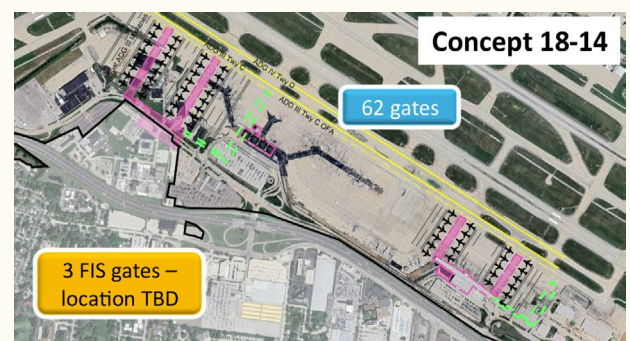 Concept 18-14
ADG III Twy C
ADG IV Twy D
ADG III Twy C OFA
62 gates
3 FIS gates –
location TBD